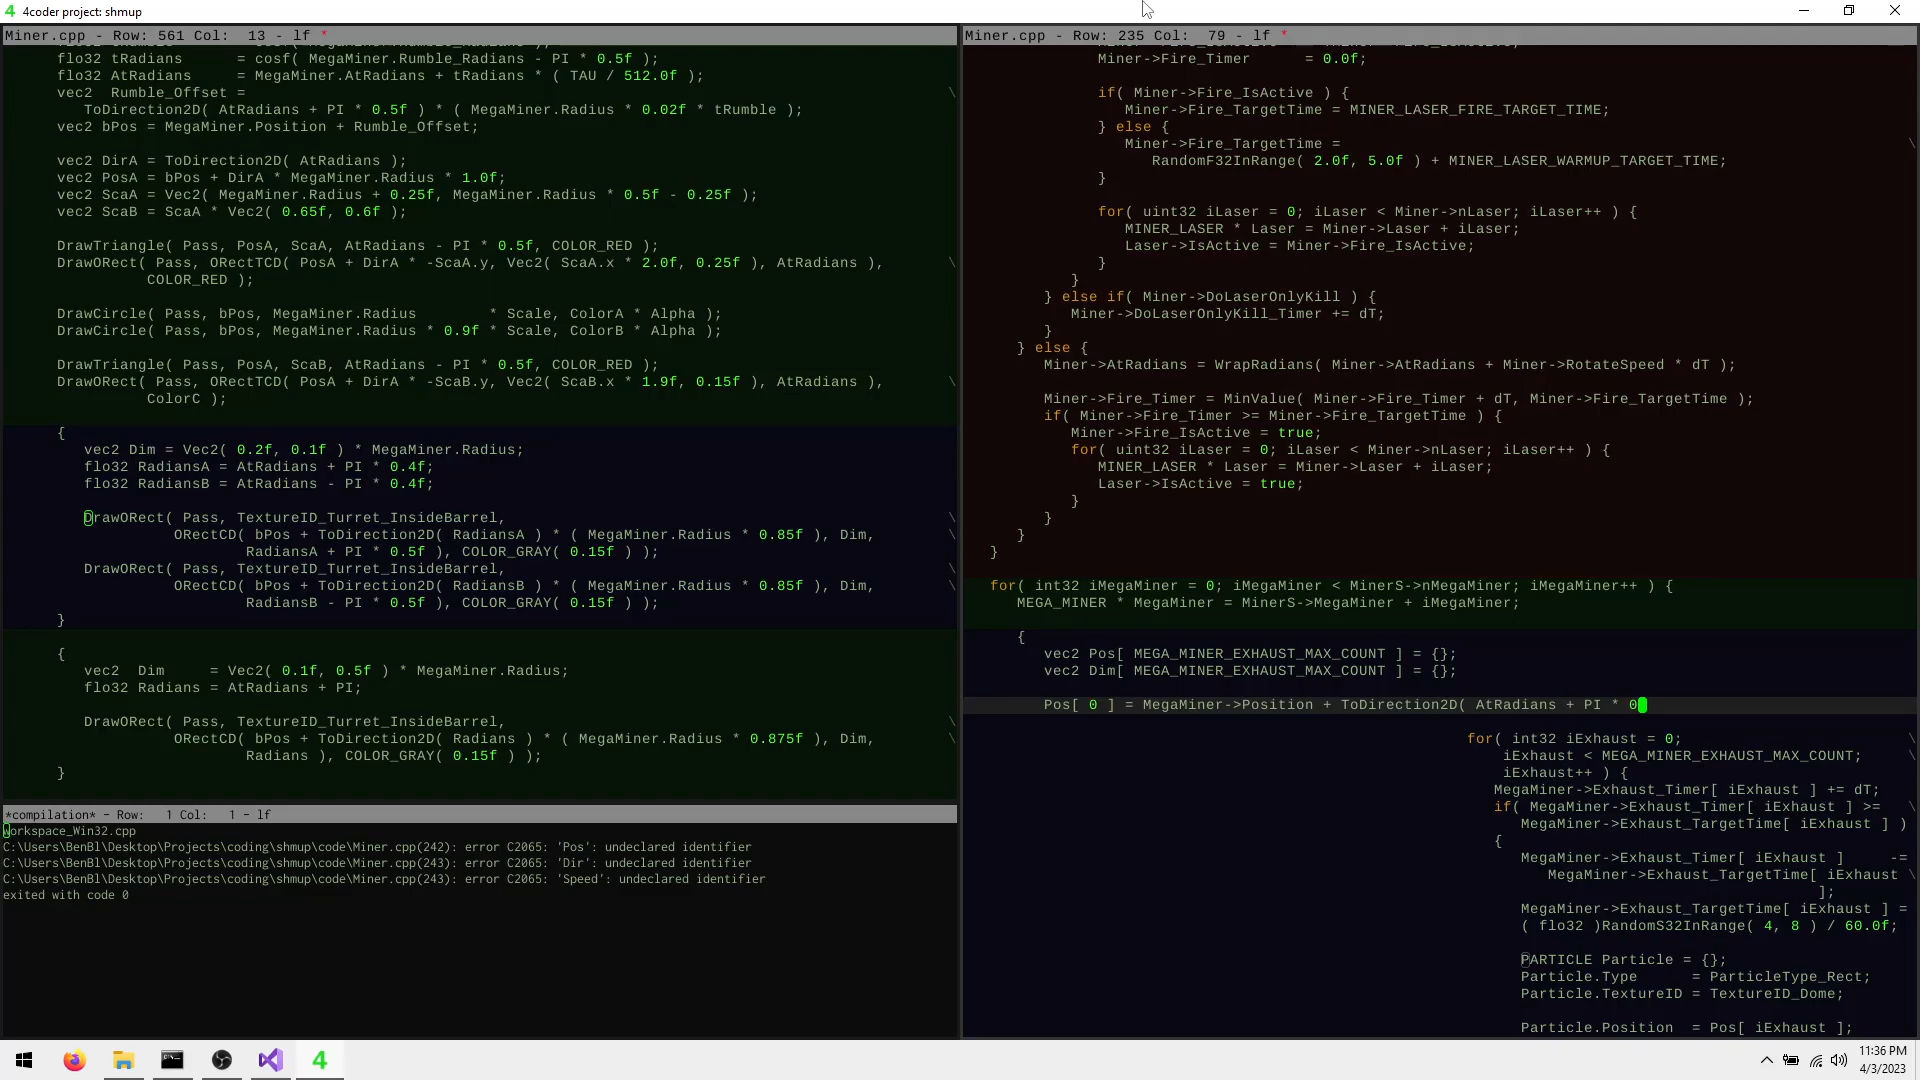 4coder project: shmup
Miner.cpp - Row: 561 Col:  13 - lf *
flo32 tRadians      = cosf( MegaMiner.Rumble_Radians - PI * 0.5f );
flo32 AtRadians     = MegaMiner.AtRadians + tRadians * ( TAU / 512.0f );
vec2  Rumble_Offset = \
ToDirection2D( AtRadians + PI * 0.5f ) * ( MegaMiner.Radius * 0.02f * tRumble );
vec2 bPos = MegaMiner.Position + Rumble_Offset;
vec2 DirA = ToDirection2D( AtRadians );
vec2 PosA = bPos + DirA * MegaMiner.Radius * 1.0f;
vec2 ScaA = Vec2( MegaMiner.Radius + 0.25f, MegaMiner.Radius * 0.5f - 0.25f );
vec2 ScaB = ScaA * Vec2( 0.65f, 0.6f );
DrawTriangle( Pass, PosA, ScaA, AtRadians - PI * 0.5f, COLOR_RED );
DrawORect( Pass, ORectTCD( PosA + DirA * -ScaA.y, Vec2( ScaA.x * 2.0f, 0.25f ), AtRadians ), \
COLOR_RED );
DrawCircle( Pass, bPos, MegaMiner.Radius        * Scale, ColorA * Alpha );
DrawCircle( Pass, bPos, MegaMiner.Radius * 0.9f * Scale, ColorB * Alpha );
DrawTriangle( Pass, PosA, ScaB, AtRadians - PI * 0.5f, COLOR_RED );
DrawORect( Pass, ORectTCD( PosA + DirA * -ScaB.y, Vec2( ScaB.x * 1.9f, 0.15f ), AtRadians ), \
ColorC );
{
vec2 Dim = Vec2( 0.2f, 0.1f ) * MegaMiner.Radius;
flo32 RadiansA = AtRadians + PI * 0.4f;
flo32 RadiansB = AtRadians - PI * 0.4f;
DrawORect( Pass, TextureID_Turret_InsideBarrel, \
ORectCD( bPos + ToDirection2D( RadiansA ) * ( MegaMiner.Radius * 0.85f ), Dim, \
RadiansA + PI * 0.5f ), COLOR_GRAY( 0.15f ) );
DrawORect( Pass, TextureID_Turret_InsideBarrel, \
ORectCD( bPos + ToDirection2D( RadiansB ) * ( MegaMiner.Radius * 0.85f ), Dim, \
RadiansB - PI * 0.5f ), COLOR_GRAY( 0.15f ) );
}
{
vec2  Dim     = Vec2( 0.1f, 0.5f ) * MegaMiner.Radius;
flo32 Radians = AtRadians + PI;
DrawORect( Pass, TextureID_Turret_InsideBarrel, \
ORectCD( bPos + ToDirection2D( Radians ) * ( MegaMiner.Radius * 0.875f ), Dim, \
Radians ), COLOR_GRAY( 0.15f ) );
}
*compilation* - Row:   1 Col:   1 - lf
Workspace_Win32.cpp
C:\Users\BenBl\Desktop\Projects\coding\shmup\code\Miner.cpp(242): error C2065: 'Pos': undeclared identifier
C:\Users\BenBl\Desktop\Projects\coding\shmup\code\Miner.cpp(243): error C2065: 'Dir': undeclared identifier
C:\Users\BenBl\Desktop\Projects\coding\shmup\code\Miner.cpp(243): error C2065: 'Speed': undeclared identifier
exited with code 0
Miner.cpp - Row: 235 Col:  79 - lf *
Miner->Fire_Timer      = 0.0f;
if( Miner->Fire_IsActive ) {
Miner->Fire_TargetTime = MINER_LASER_FIRE_TARGET_TIME;
} else {
Miner->Fire_TargetTime = \
RandomF32InRange( 2.0f, 5.0f ) + MINER_LASER_WARMUP_TARGET_TIME;
}
for( uint32 iLaser = 0; iLaser < Miner->nLaser; iLaser++ ) {
MINER_LASER * Laser = Miner->Laser + iLaser;
Laser->IsActive = Miner->Fire_IsActive;
}
}
} else if( Miner->DoLaserOnlyKill ) {
Miner->DoLaserOnlyKill_Timer += dT;
}
} else {
Miner->AtRadians = WrapRadians( Miner->AtRadians + Miner->RotateSpeed * dT );
Miner->Fire_Timer = MinValue( Miner->Fire_Timer + dT, Miner->Fire_TargetTime );
if( Miner->Fire_Timer >= Miner->Fire_TargetTime ) {
Miner->Fire_IsActive = true;
for( uint32 iLaser = 0; iLaser < Miner->nLaser; iLaser++ ) {
MINER_LASER * Laser = Miner->Laser + iLaser;
Laser->IsActive = true;
}
}
}
}
for( int32 iMegaMiner = 0; iMegaMiner < MinerS->nMegaMiner; iMegaMiner++ ) {
MEGA_MINER * MegaMiner = MinerS->MegaMiner + iMegaMiner;
{
vec2 Pos[ MEGA_MINER_EXHAUST_MAX_COUNT ] = {};
vec2 Dim[ MEGA_MINER_EXHAUST_MAX_COUNT ] = {};
Pos[ 0 ] = MegaMiner->Position + ToDirection2D( AtRadians + PI * 0
for( int32 iExhaust = 0; \
iExhaust < MEGA_MINER_EXHAUST_MAX_COUNT; \
iExhaust++ ) {
MegaMiner->Exhaust_Timer[ iExhaust ] += dT;
if( MegaMiner->Exhaust_Timer[ iExhaust ] >= \
MegaMiner->Exhaust_TargetTime[ iExhaust ] )
{
MegaMiner->Exhaust_Timer[ iExhaust ]     -=
MegaMiner->Exhaust_TargetTime[ iExhaust \
];
MegaMiner->Exhaust_TargetTime[ iExhaust ] =
( flo32 )RandomS32InRange( 4, 8 ) / 60.0f;
PARTICLE Particle = {};
Particle.Type      = ParticleType_Rect;
Particle.TextureID = TextureID_Dome;
Particle.Position  = Pos[ iExhaust ];
11:36 PM
4/3/2023